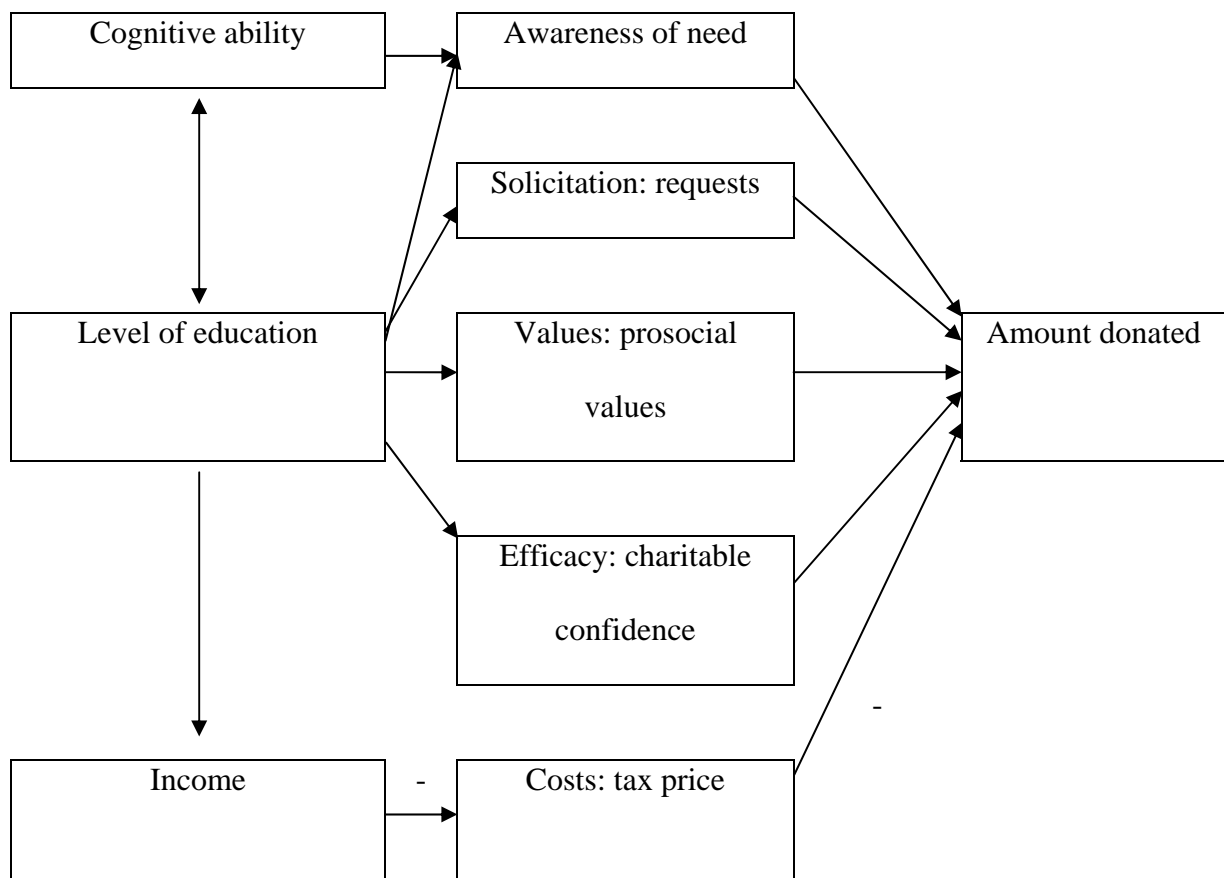 Cognitive ability
Awareness of need
Solicitation: requests
Level of education
Values: prosocial
values
Amount donated
Efficacy: charitable
confidence
-
Income
-
Costs: tax price